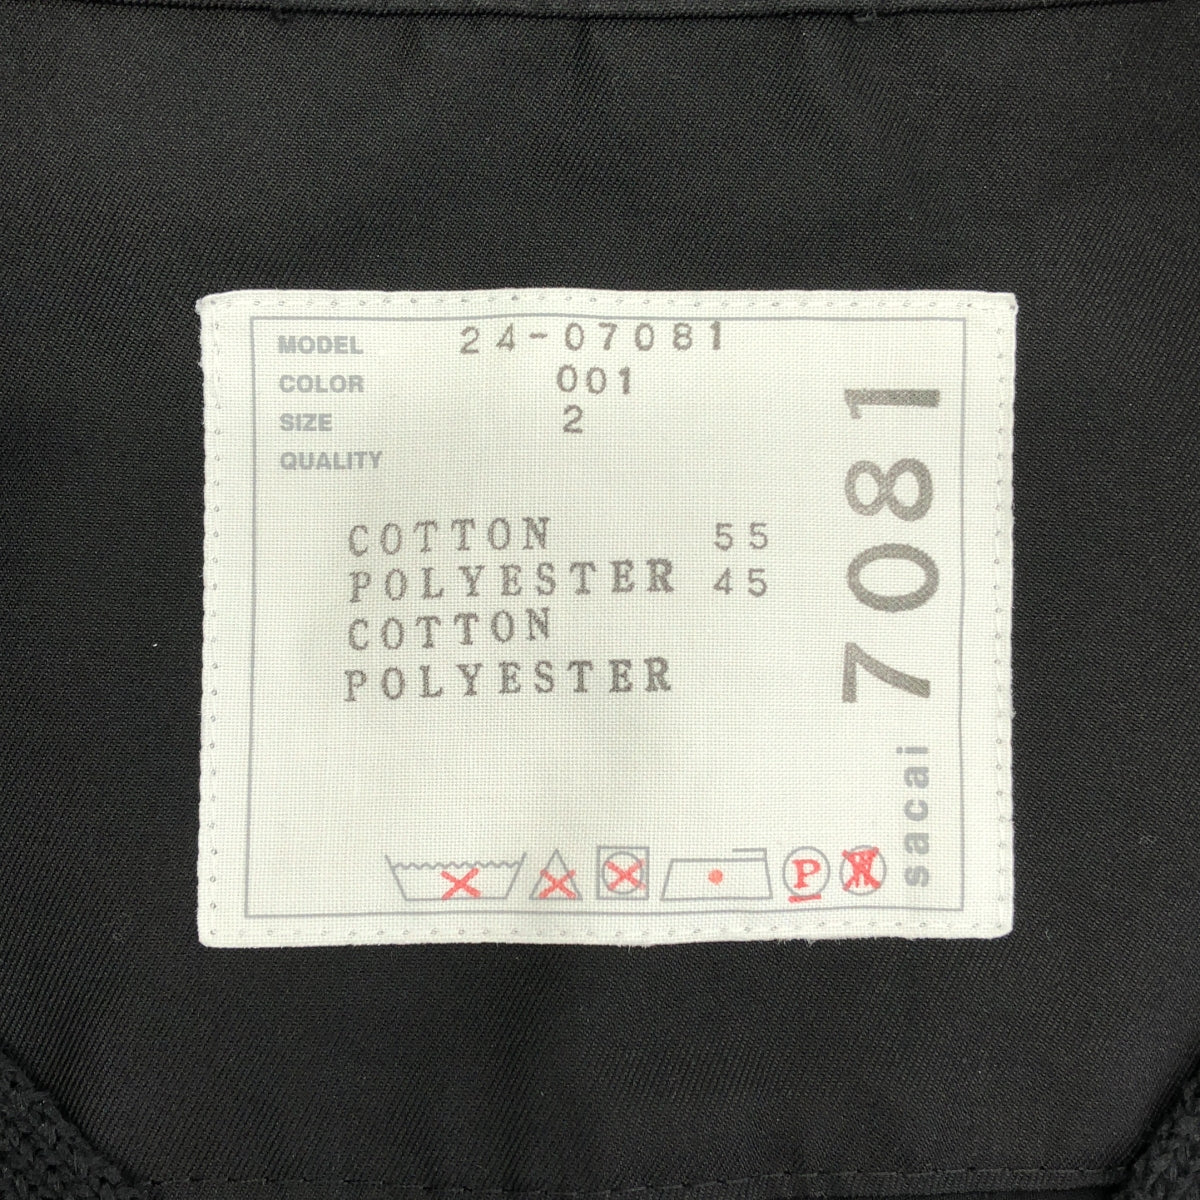 MODEL 24-07081
COLOR 001
SIZE 2
QUALITY
COTTON 55
POLYESTER 45
COTTON
POLYESTER
sacai 7081
P
W